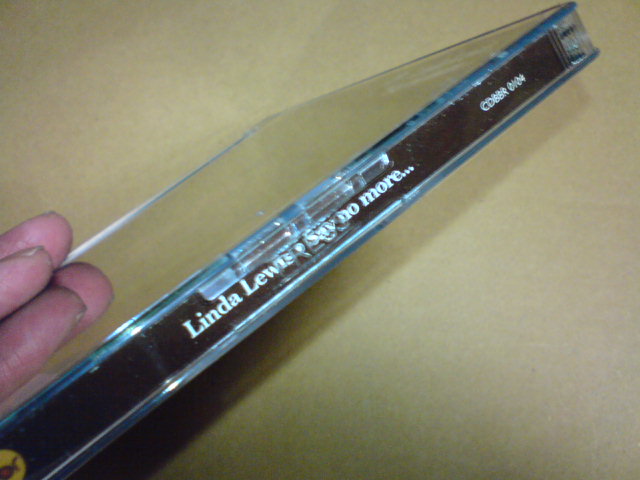 Linda Lewis • Say no more...
CDBBR 0104